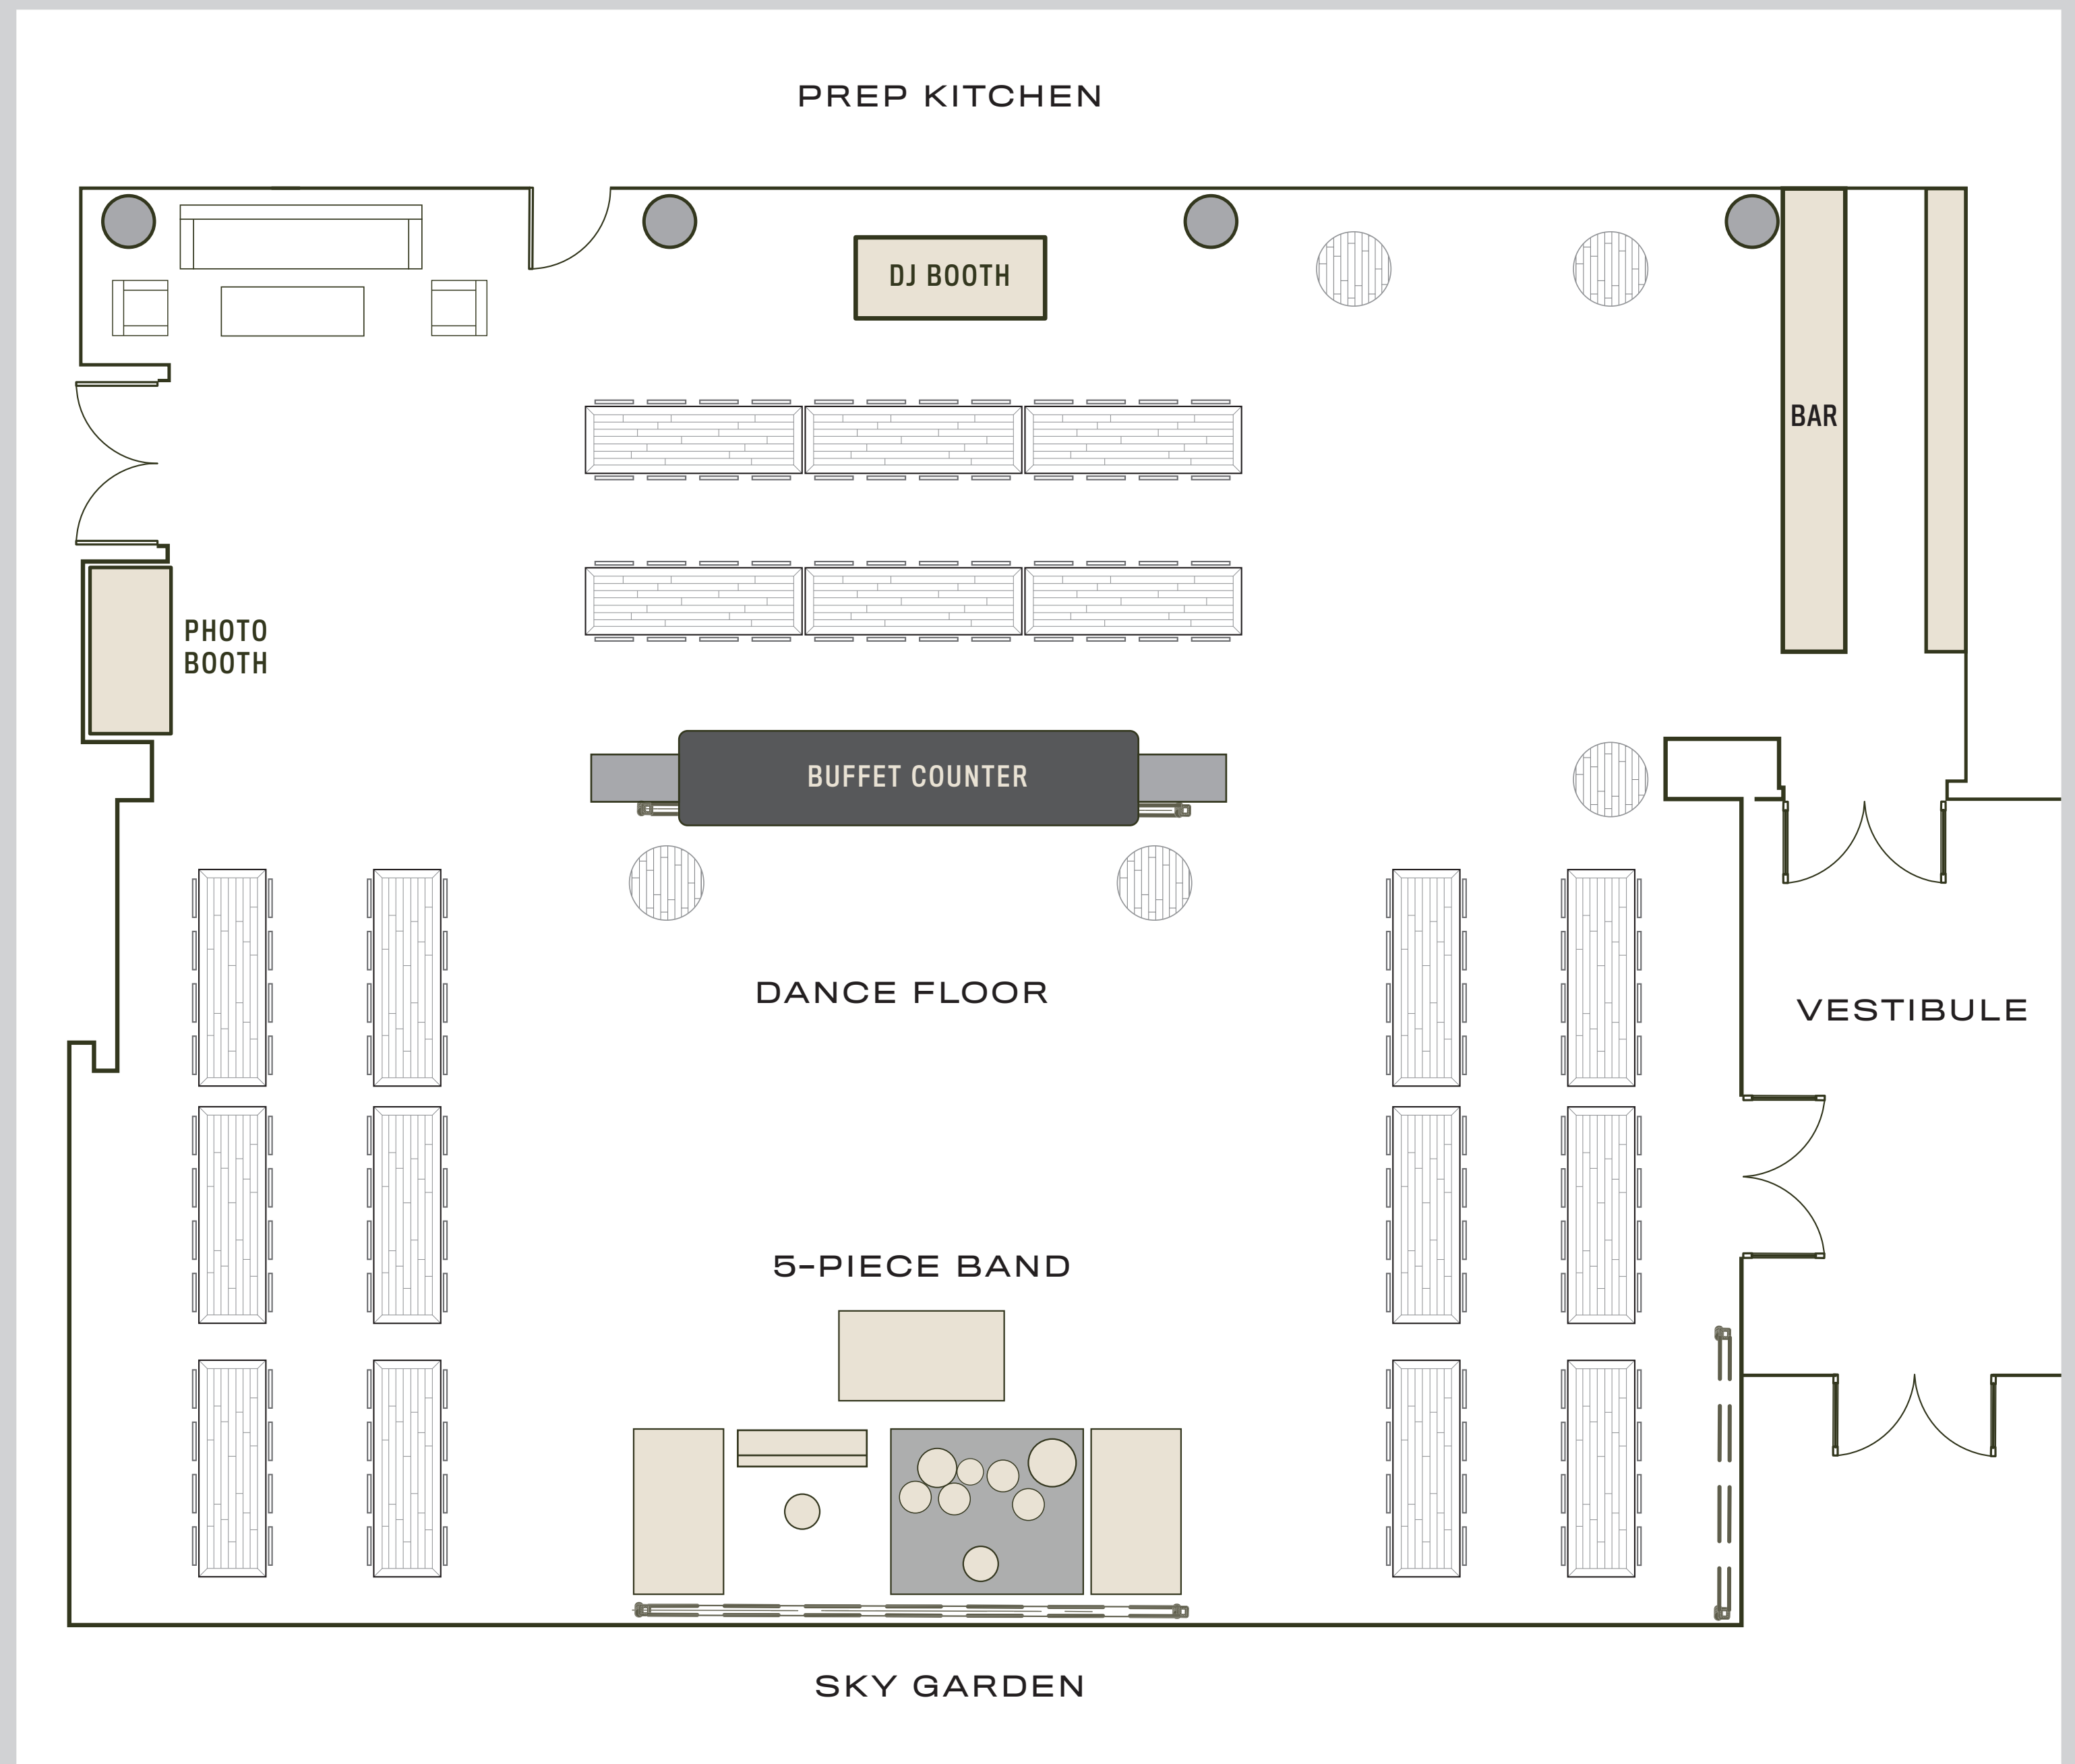 PREP KITCHEN
DJ BOOTH
BAR
PHOTO
BOOTH
BUFFET COUNTER
DANCE FLOOR
VESTIBULE
5-PIECE BAND
SKY GARDEN